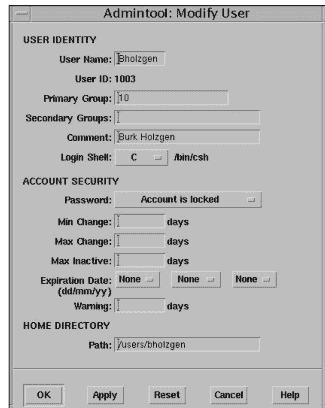 Admintool: Modify User
USER IDENTITY
User Name: Bholzgen
User ID: 1003
Primary Group: 10
Secondary Groups:
Comment: Burk Holzgen
Login Shell: C /bin/csh
ACCOUNT SECURITY
Password: Account is locked
Min Change: days
Max Change: days
Max Inactive: days
Expiration Date: None None None
(dd/mm/yy)
Warning: days
HOME DIRECTORY
Path: /users/bholzgen
OK Apply Reset Cancel Help